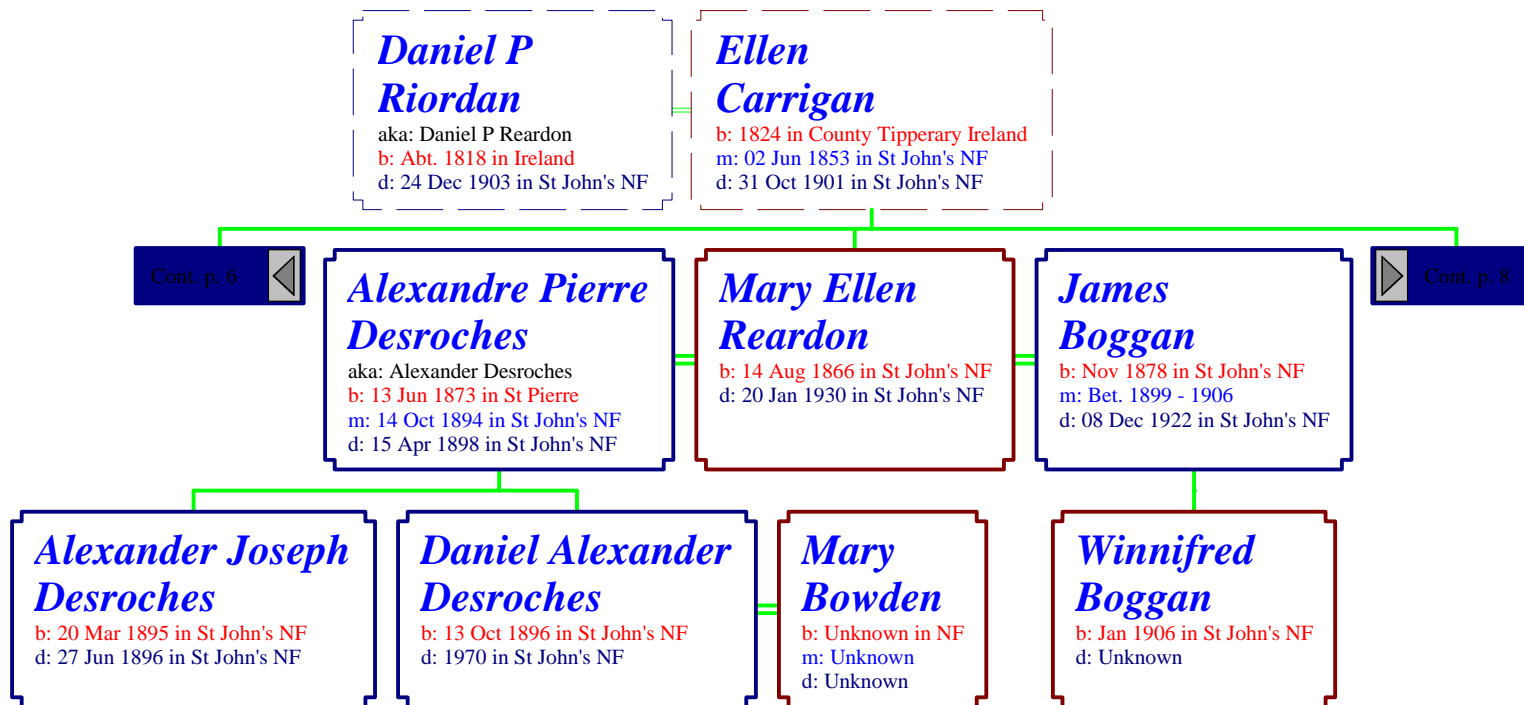 Daniel P
Riordan
aka: Daniel P Reardon
b: Abt. 1818 in Ireland
d: 24 Dec 1903 in St John's NF
Ellen
Carrigan
b: 1824 in County Tipperary Ireland
m: 02 Jun 1853 in St John's NF
d: 31 Oct 1901 in St John's NF
Cont. p. 6
Alexandre Pierre
Desroches
aka: Alexander Desroches
b: 13 Jun 1873 in St Pierre
m: 14 Oct 1894 in St John's NF
d: 15 Apr 1898 in St John's NF
Mary Ellen
Reardon
b: 14 Aug 1866 in St John's NF
d: 20 Jan 1930 in St John's NF
James
Boggan
b: Nov 1878 in St John's NF
m: Bet. 1899 - 1906
d: 08 Dec 1922 in St John's NF
Cont. p. 8
Alexander Joseph
Desroches
b: 20 Mar 1895 in St John's NF
d: 27 Jun 1896 in St John's NF
Daniel Alexander
Desroches
b: 13 Oct 1896 in St John's NF
d: 1970 in St John's NF
Mary
Bowden
b: Unknown in NF
m: Unknown
d: Unknown
Winnifred
Boggan
b: Jan 1906 in St John's NF
d: Unknown